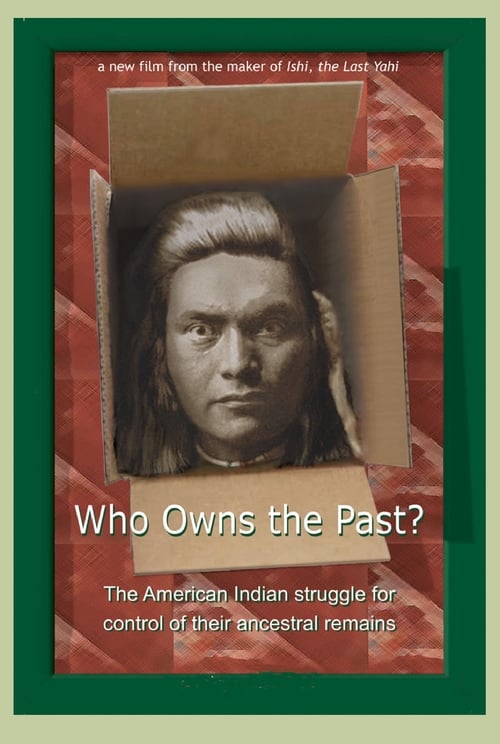 a new film from the maker of Ishi, the Last Yahi
Who Owns the Past?
The American Indian struggle for
control of their ancestral remains